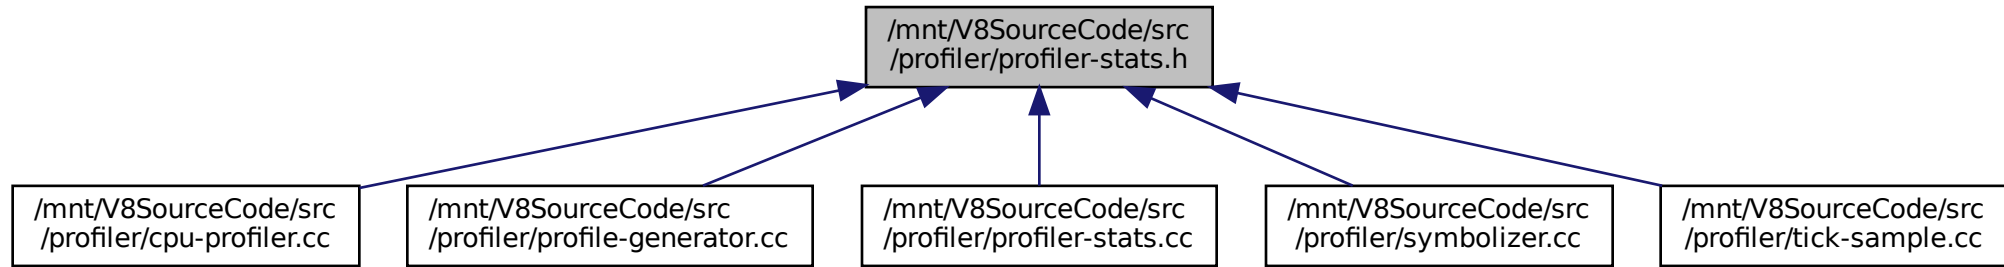 /mnt/V8SourceCode/src
/profiler/profiler-stats.h
/mnt/V8SourceCode/src
/profiler/cpu-profiler.cc
/mnt/V8SourceCode/src
/profiler/profile-generator.cc
/mnt/V8SourceCode/src
/profiler/profiler-stats.cc
/mnt/V8SourceCode/src
/profiler/symbolizer.cc
/mnt/V8SourceCode/src
/profiler/tick-sample.cc